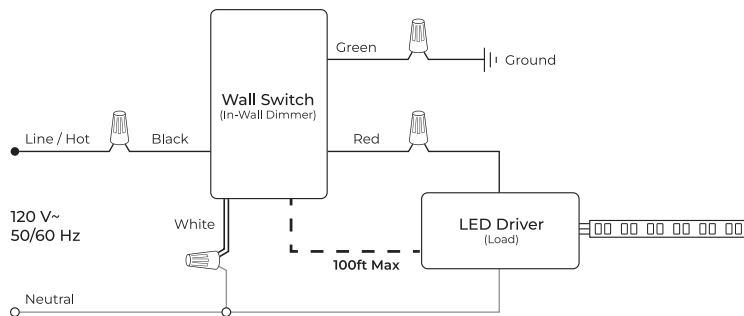 Green
Ground
Wall Switch
(In-Wall Dimmer)
Line / Hot
Black
Red
120 V~
50/60 Hz
White
LED Driver
(Load)
100ft Max
Neutral